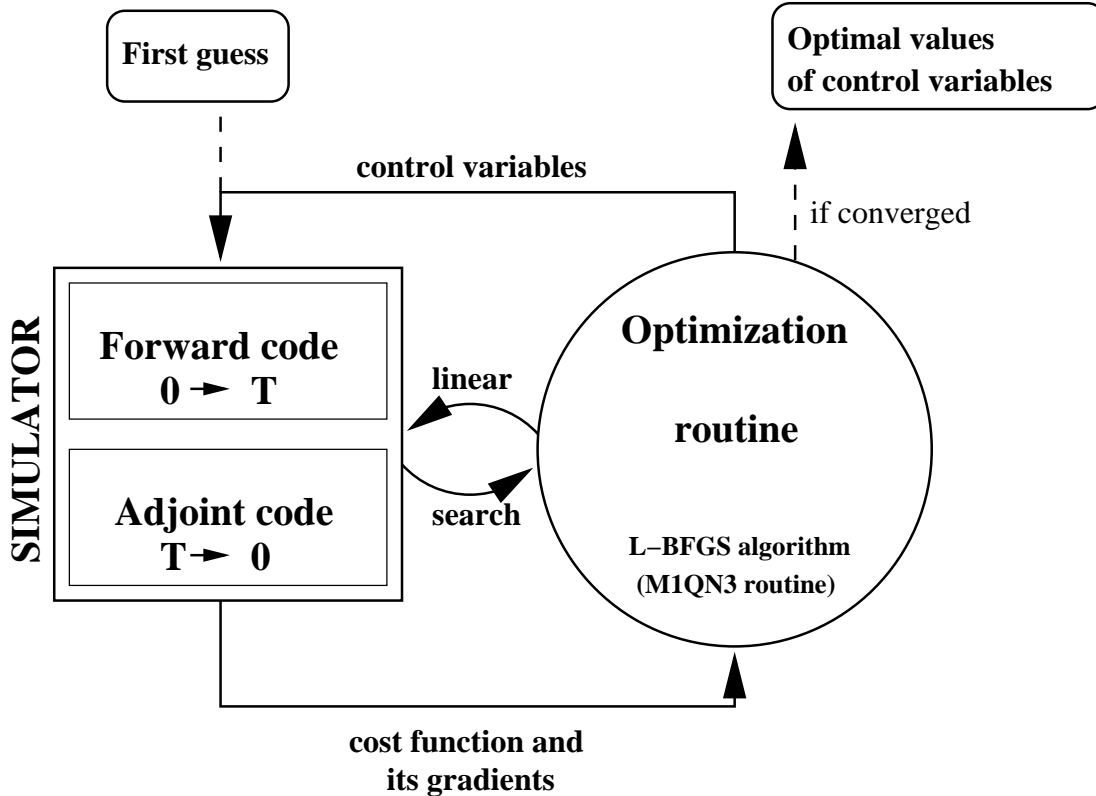 First guess
Optimal values
of control variables
control variables
if converged
SIMULATOR
Forward code
0 → T
Adjoint code
T → 0
linear
search
Optimization
routine
L–BFGS algorithm
(M1QN3 routine)
cost function and
its gradients